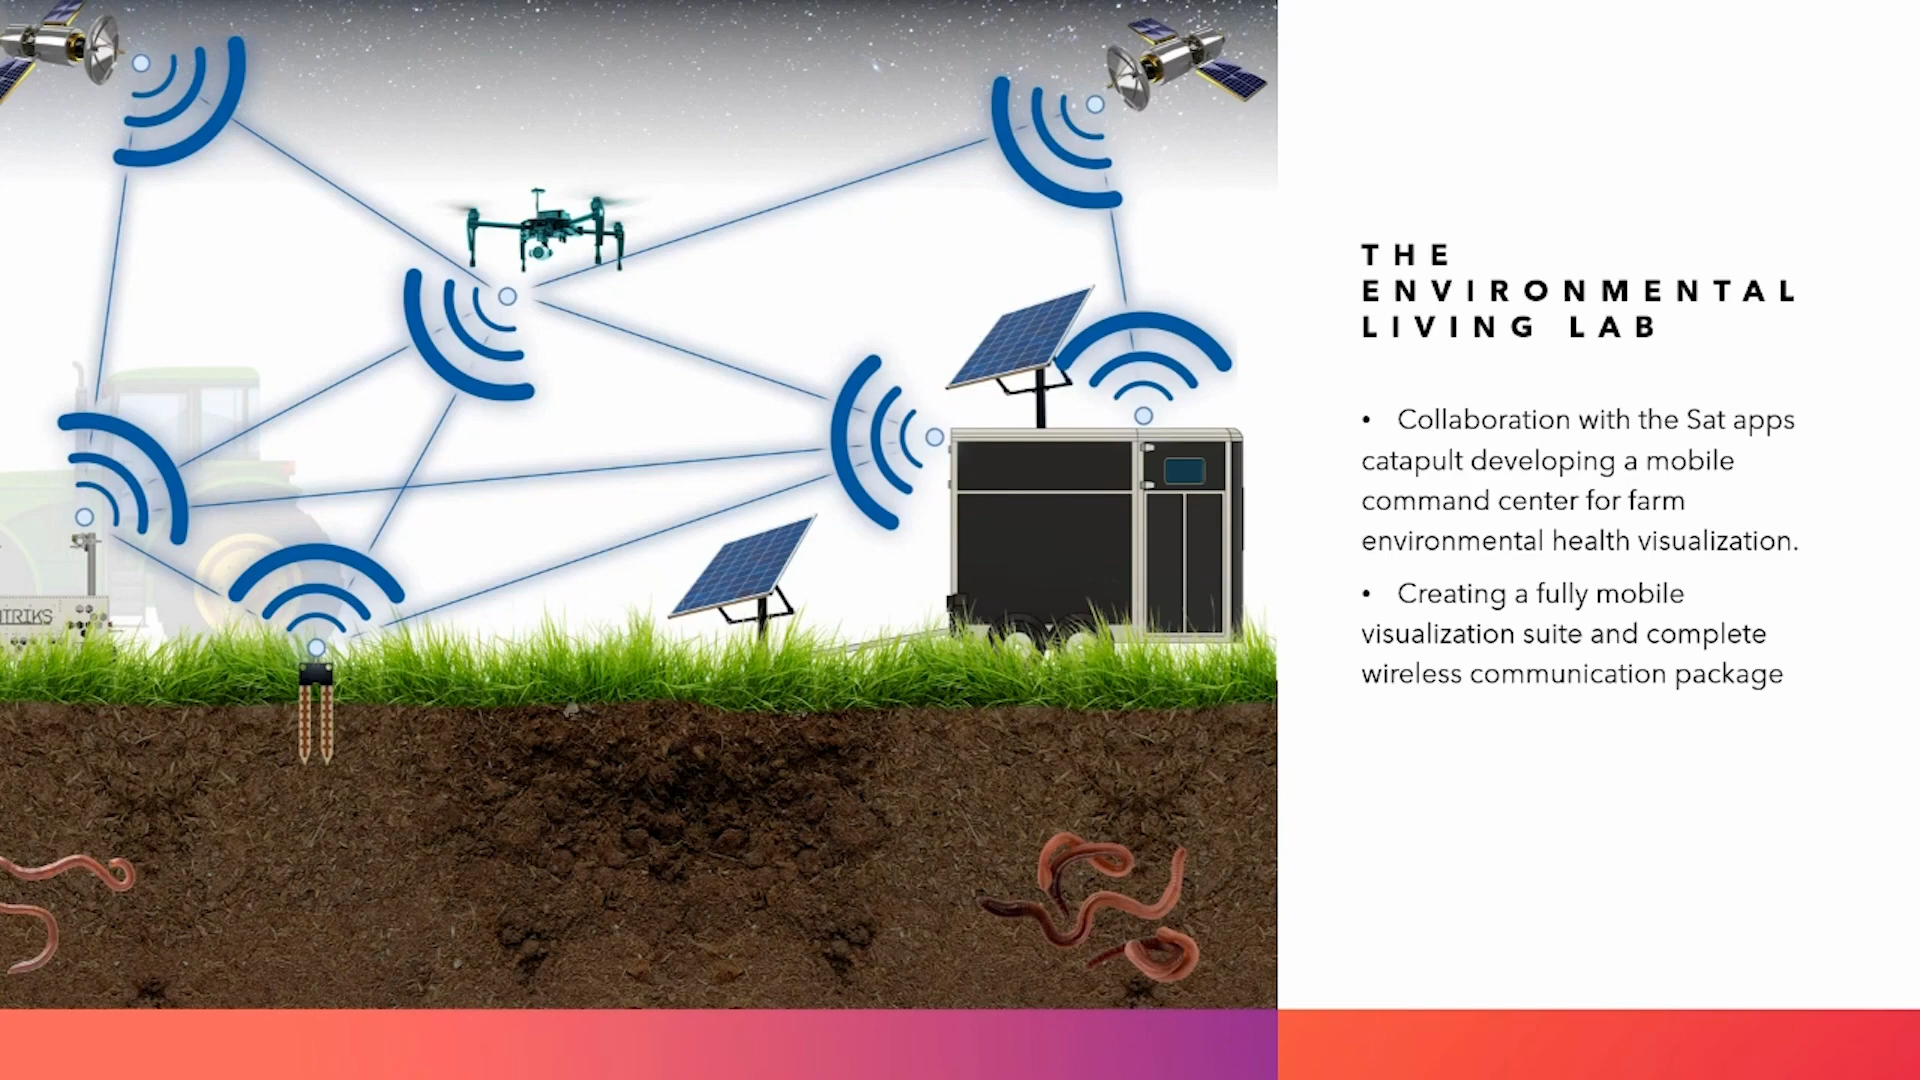 THE
ENVIRONMENTAL
LIVING LAB
• Collaboration with the Sat apps
catapult developing a mobile
command center for farm
environmental health visualization.
• Creating a fully mobile
visualization suite and complete
wireless communication package
TRIKS